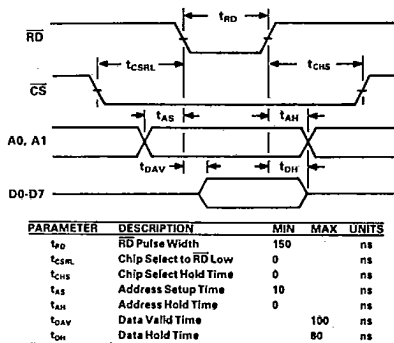 tRD
RD
tCSRL
tCHS
CS
tAS
tAH
A0, A1
tDAV
tDH
D0-D7
PARAMETER DESCRIPTION MIN MAX UNITS
tRD RD Pulse Width 150 ns
tCSRL Chip Select to RD Low 0 ns
tCHS Chip Select Hold Time 0 ns
tAS Address Setup Time 10 ns
tAH Address Hold Time 0 ns
tDAV Data Valid Time 100 ns
tDH Data Hold Time 80 ns